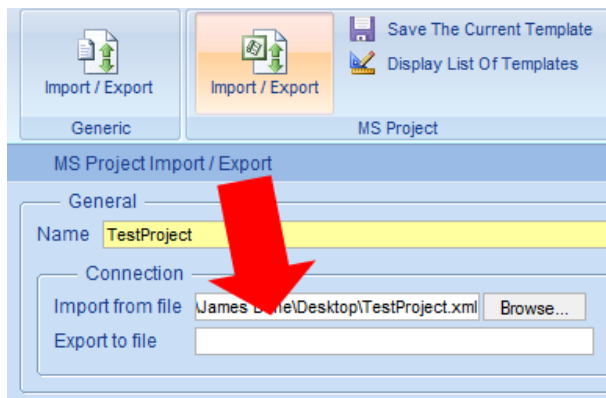 Save The Current Template
Display List Of Templates
Import / Export
Import / Export
Generic
MS Project
MS Project Import / Export
General
Name TestProject
Connection
Import from file \James \Desktop\TestProject.xml Browse...
Export to file